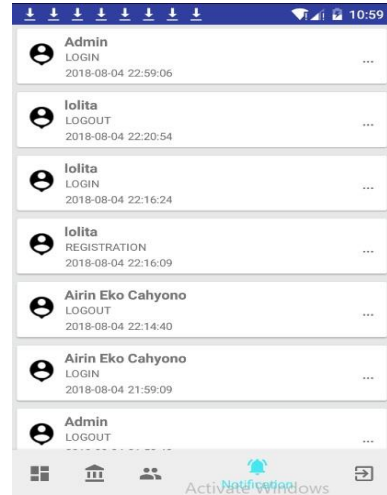 10:59
Admin
LOGIN
2018-08-04 22:59:06
...
lolita
LOGOUT
2018-08-04 22:20:54
...
lolita
LOGIN
2018-08-04 22:16:24
...
lolita
REGISTRATION
2018-08-04 22:16:09
...
Airin Eko Cahyono
LOGOUT
2018-08-04 22:14:40
...
Airin Eko Cahyono
LOGIN
2018-08-04 21:59:09
...
Admin
LOGOUT
...
Notification
Activate Windows